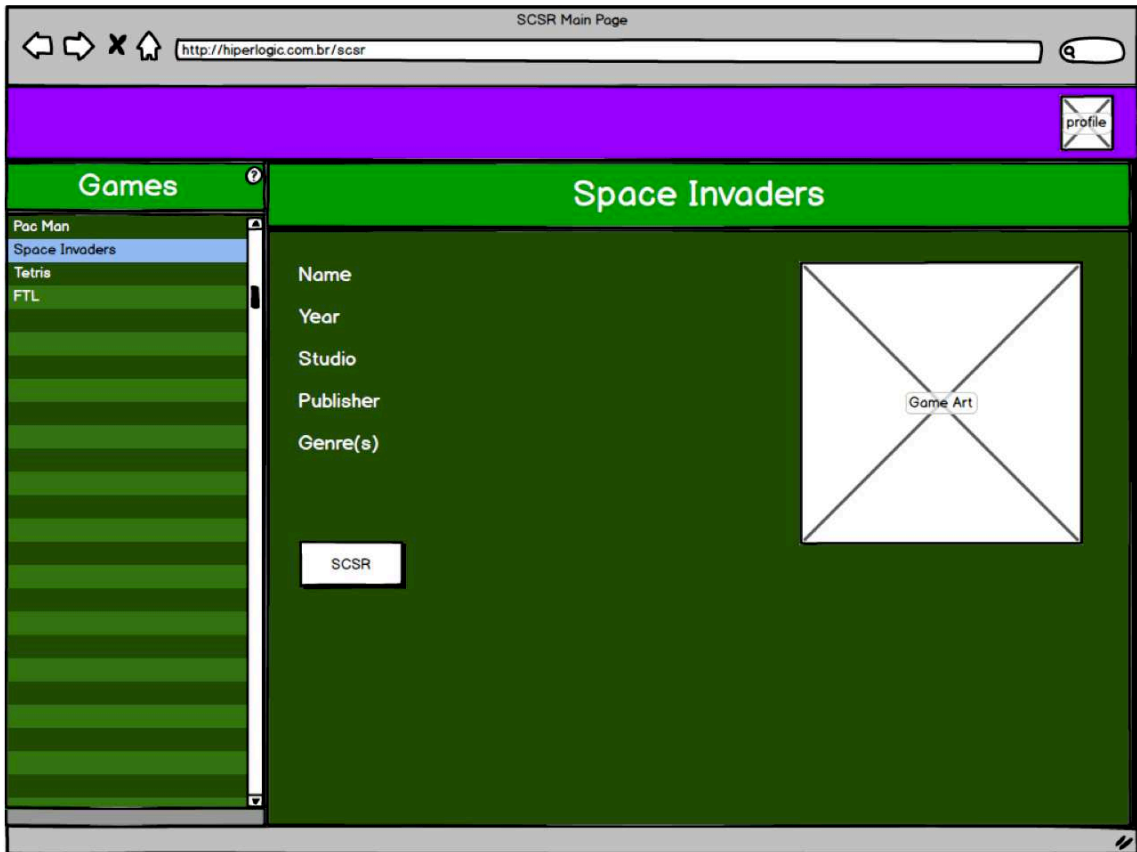 SCSR Main Page
http://hiperlogic.com.br/scsr
profile
Games
?
Pac Man
Space Invaders
Tetris
FTL
Space Invaders
Name
Year
Studio
Publisher
Genre(s)
Game Art
SCSR